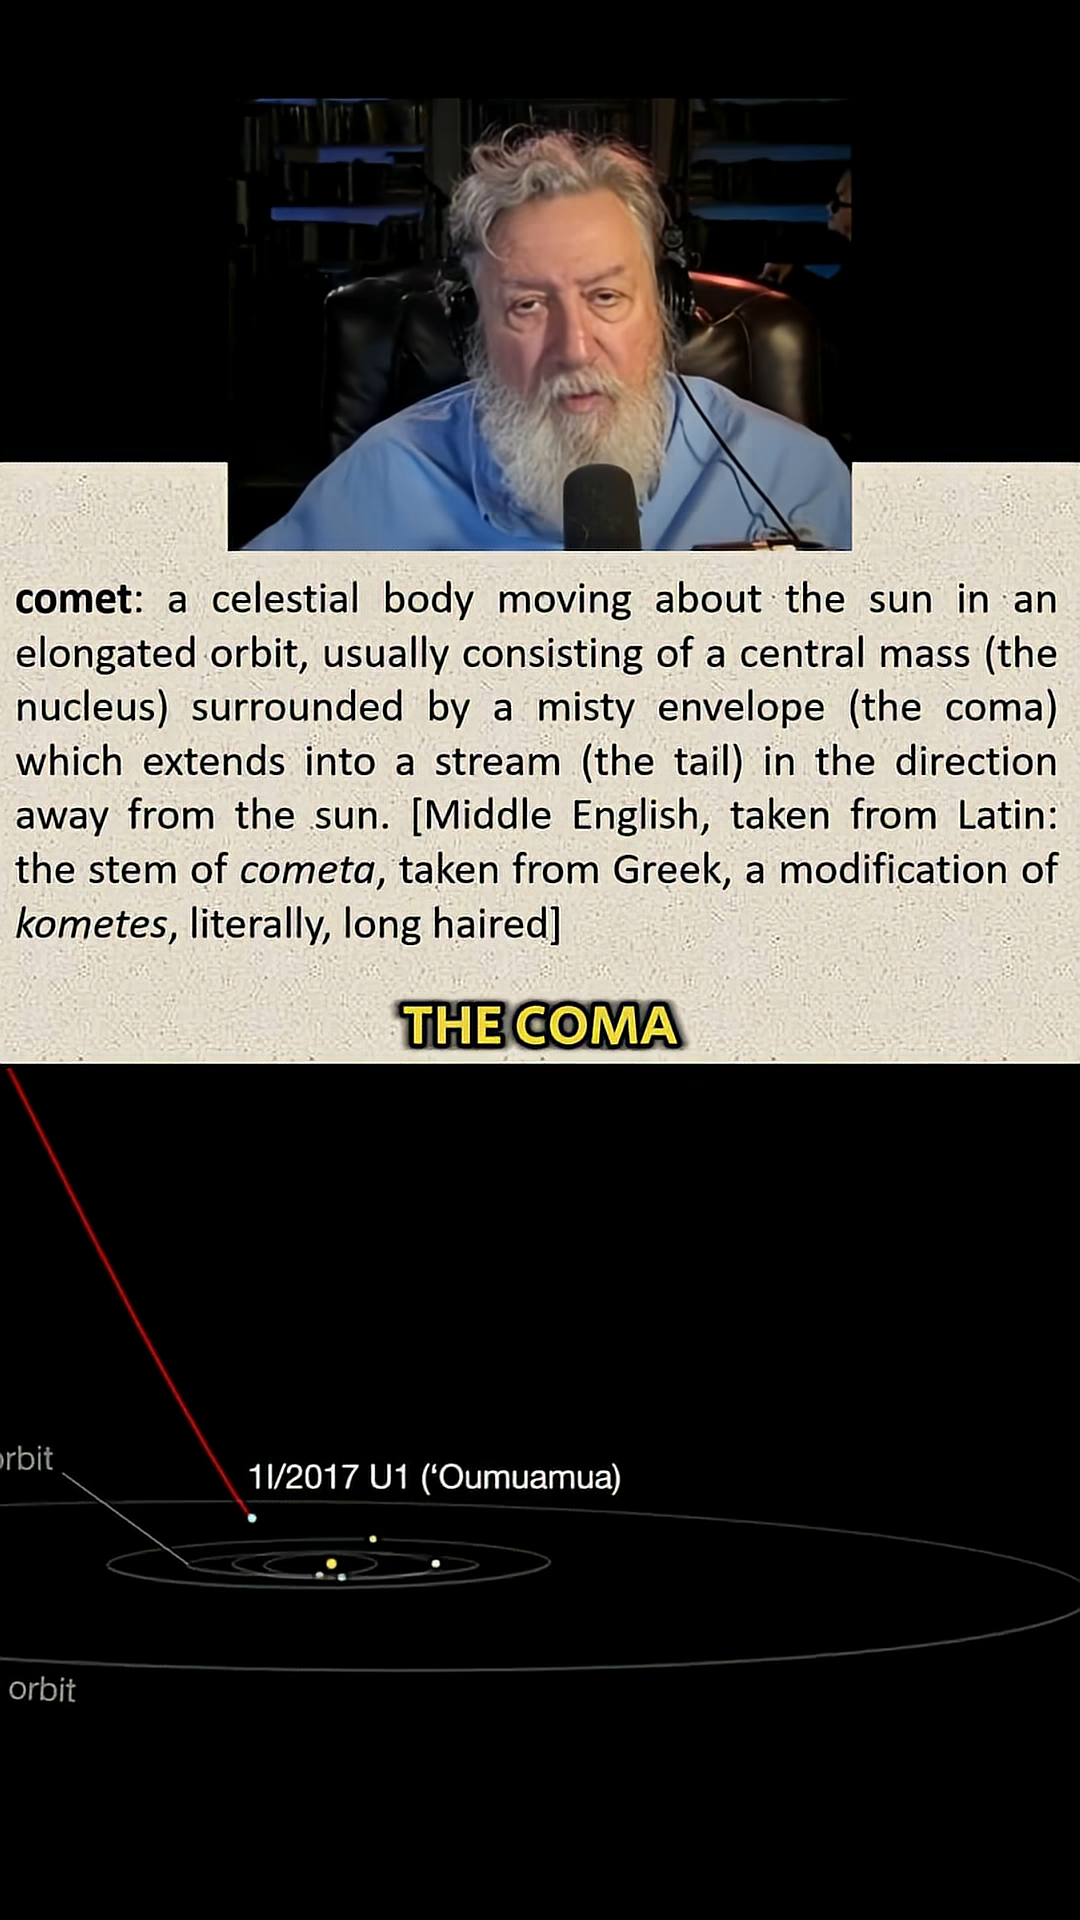 comet: a celestial body moving about the sun in an
elongated orbit, usually consisting of a central mass (the
nucleus) surrounded by a misty envelope (the coma)
which extends into a stream (the tail) in the direction
away from the sun. [Middle English, taken from Latin:
the stem of cometa, taken from Greek, a modification of
kometes, literally, long haired]
THE COMA
1I/2017 U1 (‘Oumuamua)
orbit
orbit